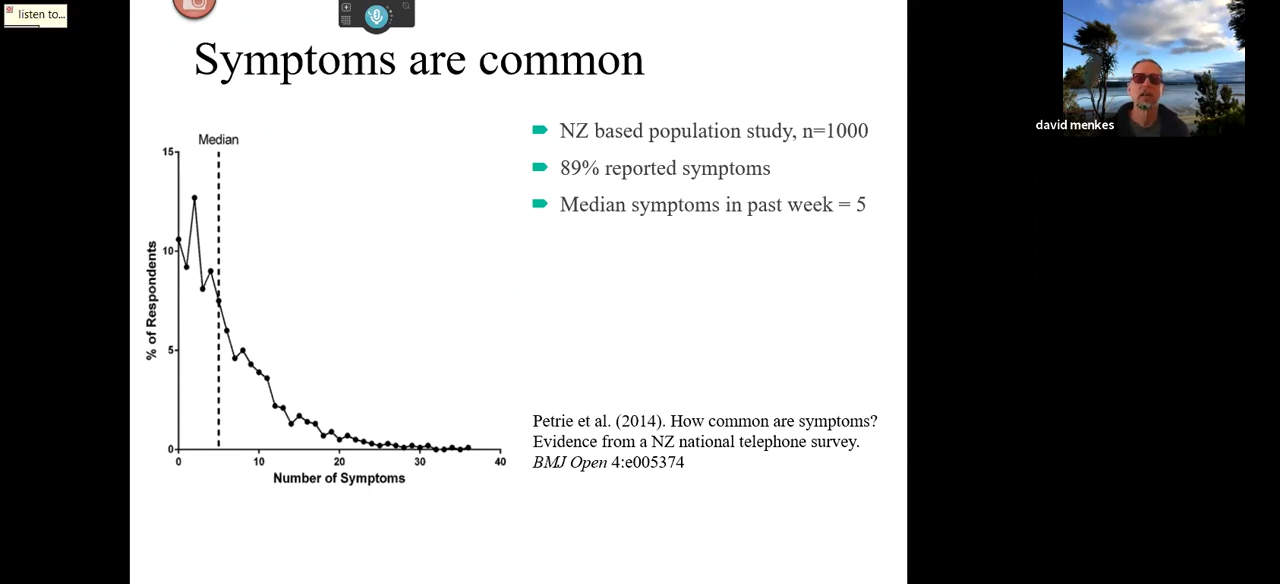 listen to...
david menkes
Symptoms are common
NZ based population study, n=1000
89% reported symptoms
Median symptoms in past week = 5
Median
15
10
5
0
% of Respondents
0
10
20
30
40
Number of Symptoms
Petrie et al. (2014). How common are symptoms?
Evidence from a NZ national telephone survey.
BMJ Open 4:e005374